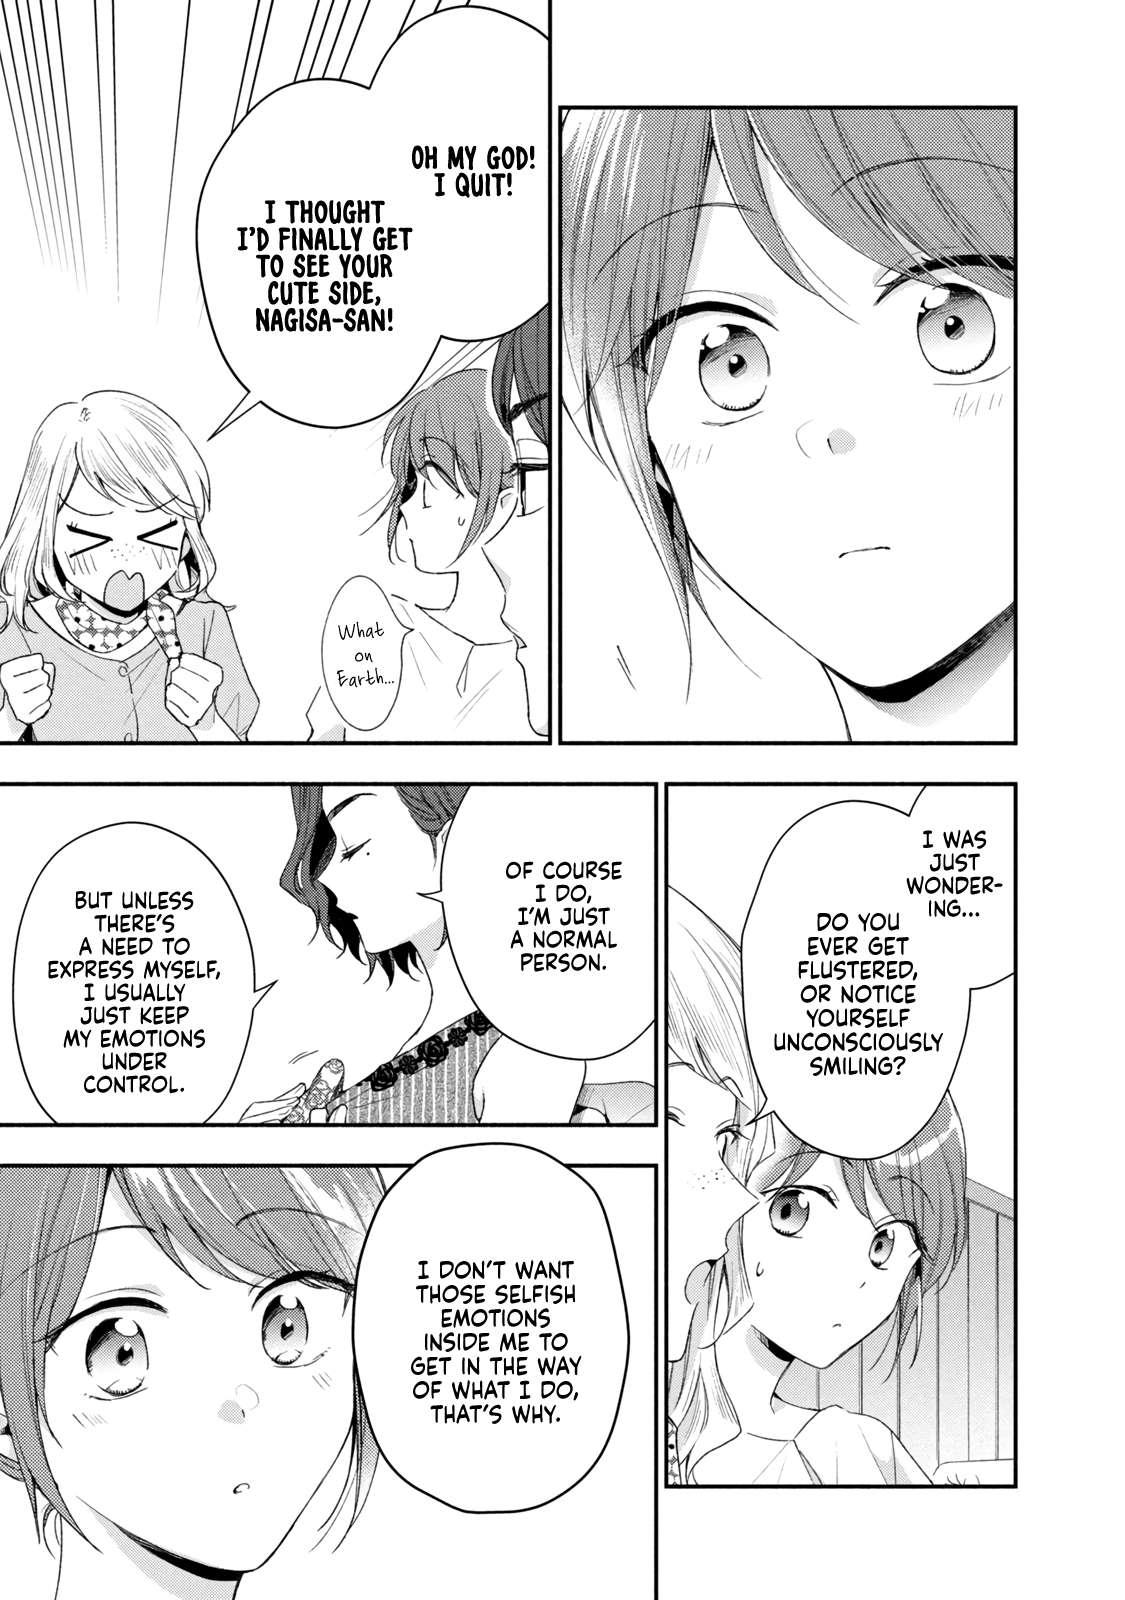 OH MY GOD!
I QUIT!
I THOUGHT
I'D FINALLY GET
TO SEE YOUR
CUTE SIDE,
NAGISA-SAN!
What
on
Earth...
I WAS
JUST
WONDER-
ING...
DO YOU
EVER GET
FLUSTERED,
OR NOTICE
YOURSELF
UNCONSCIOUSLY
SMILING?
OF COURSE
I DO,
I'M JUST
A NORMAL
PERSON.
BUT UNLESS
THERE'S
A NEED TO
EXPRESS MYSELF,
I USUALLY
JUST KEEP
MY EMOTIONS
UNDER
CONTROL.
I DON'T WANT
THOSE SELFISH
EMOTIONS
INSIDE ME TO
GET IN THE WAY
OF WHAT I DO,
THAT'S WHY.